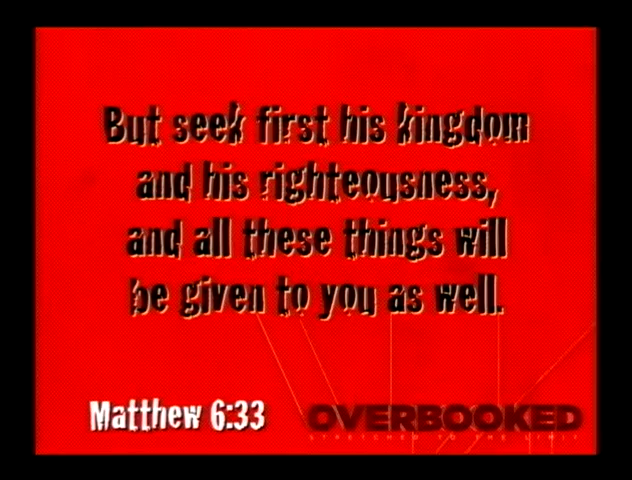 But seek first his kingdom
and his righteousness,
and all these things will
be given to you as well.
Matthew 6:33
OVERBOOKED
STRETCHED TO THE LIMIT